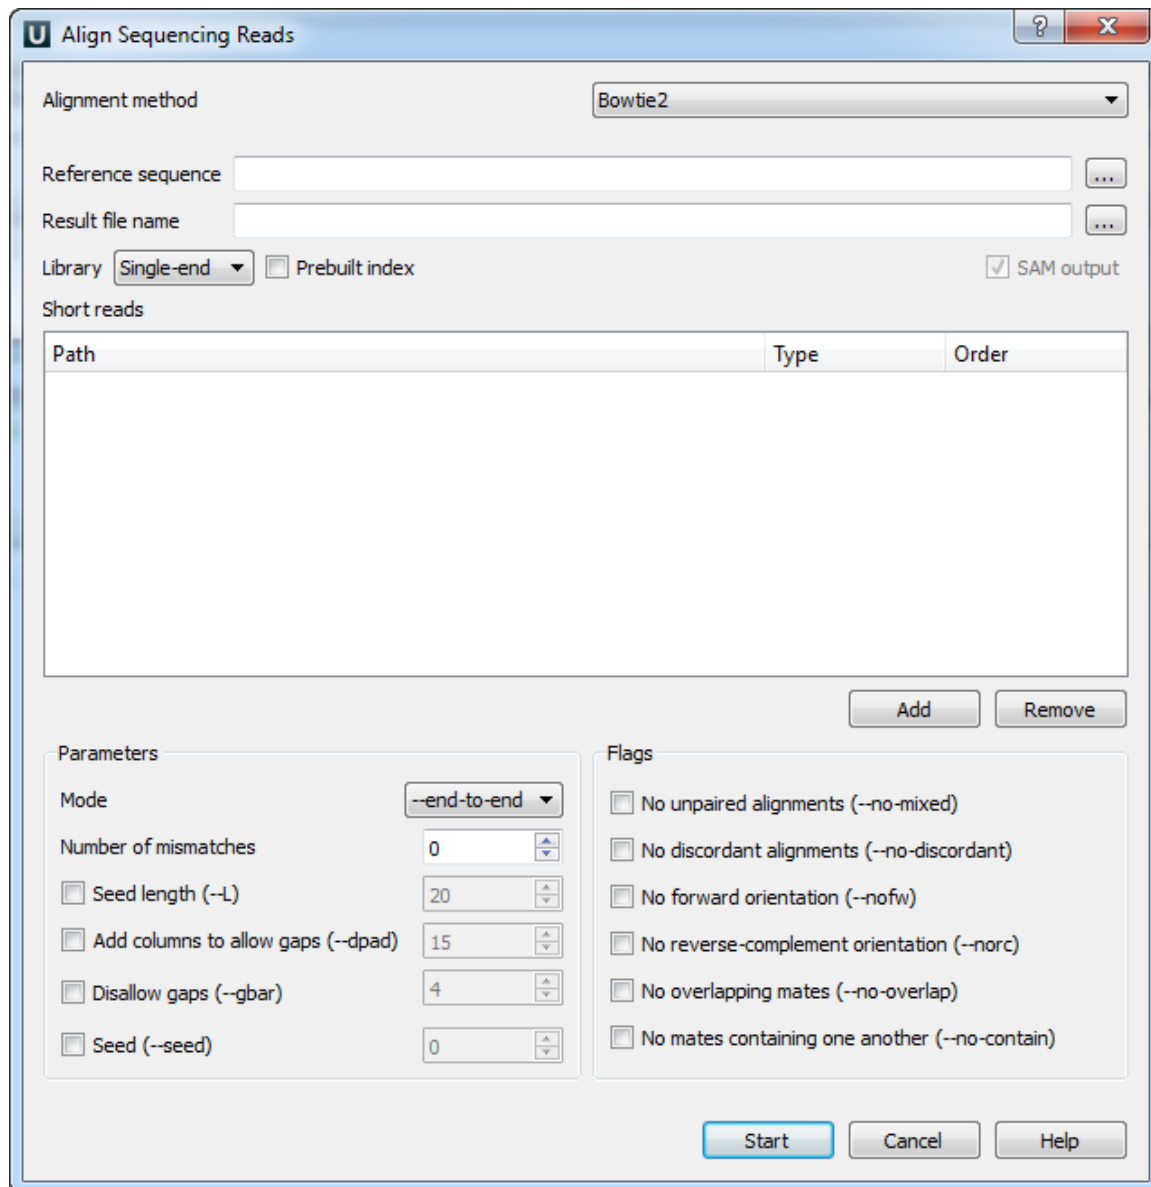 U Align Sequencing Reads ? X
Alignment method Bowtie2
Reference sequence ...
Result file name ...
Library Single-end Prebuilt index SAM output
Short reads
Path Type Order
Add Remove
Parameters Flags
Mode --end-to-end No unpaired alignments (--no-mixed)
Number of mismatches 0 No discordant alignments (--no-discordant)
Seed length (--L) 20 No forward orientation (--nofw)
Add columns to allow gaps (--dpad) 15 No reverse-complement orientation (--norc)
Disallow gaps (--gbar) 4 No overlapping mates (--no-overlap)
Seed (--seed) 0 No mates containing one another (--no-contain)
Start Cancel Help